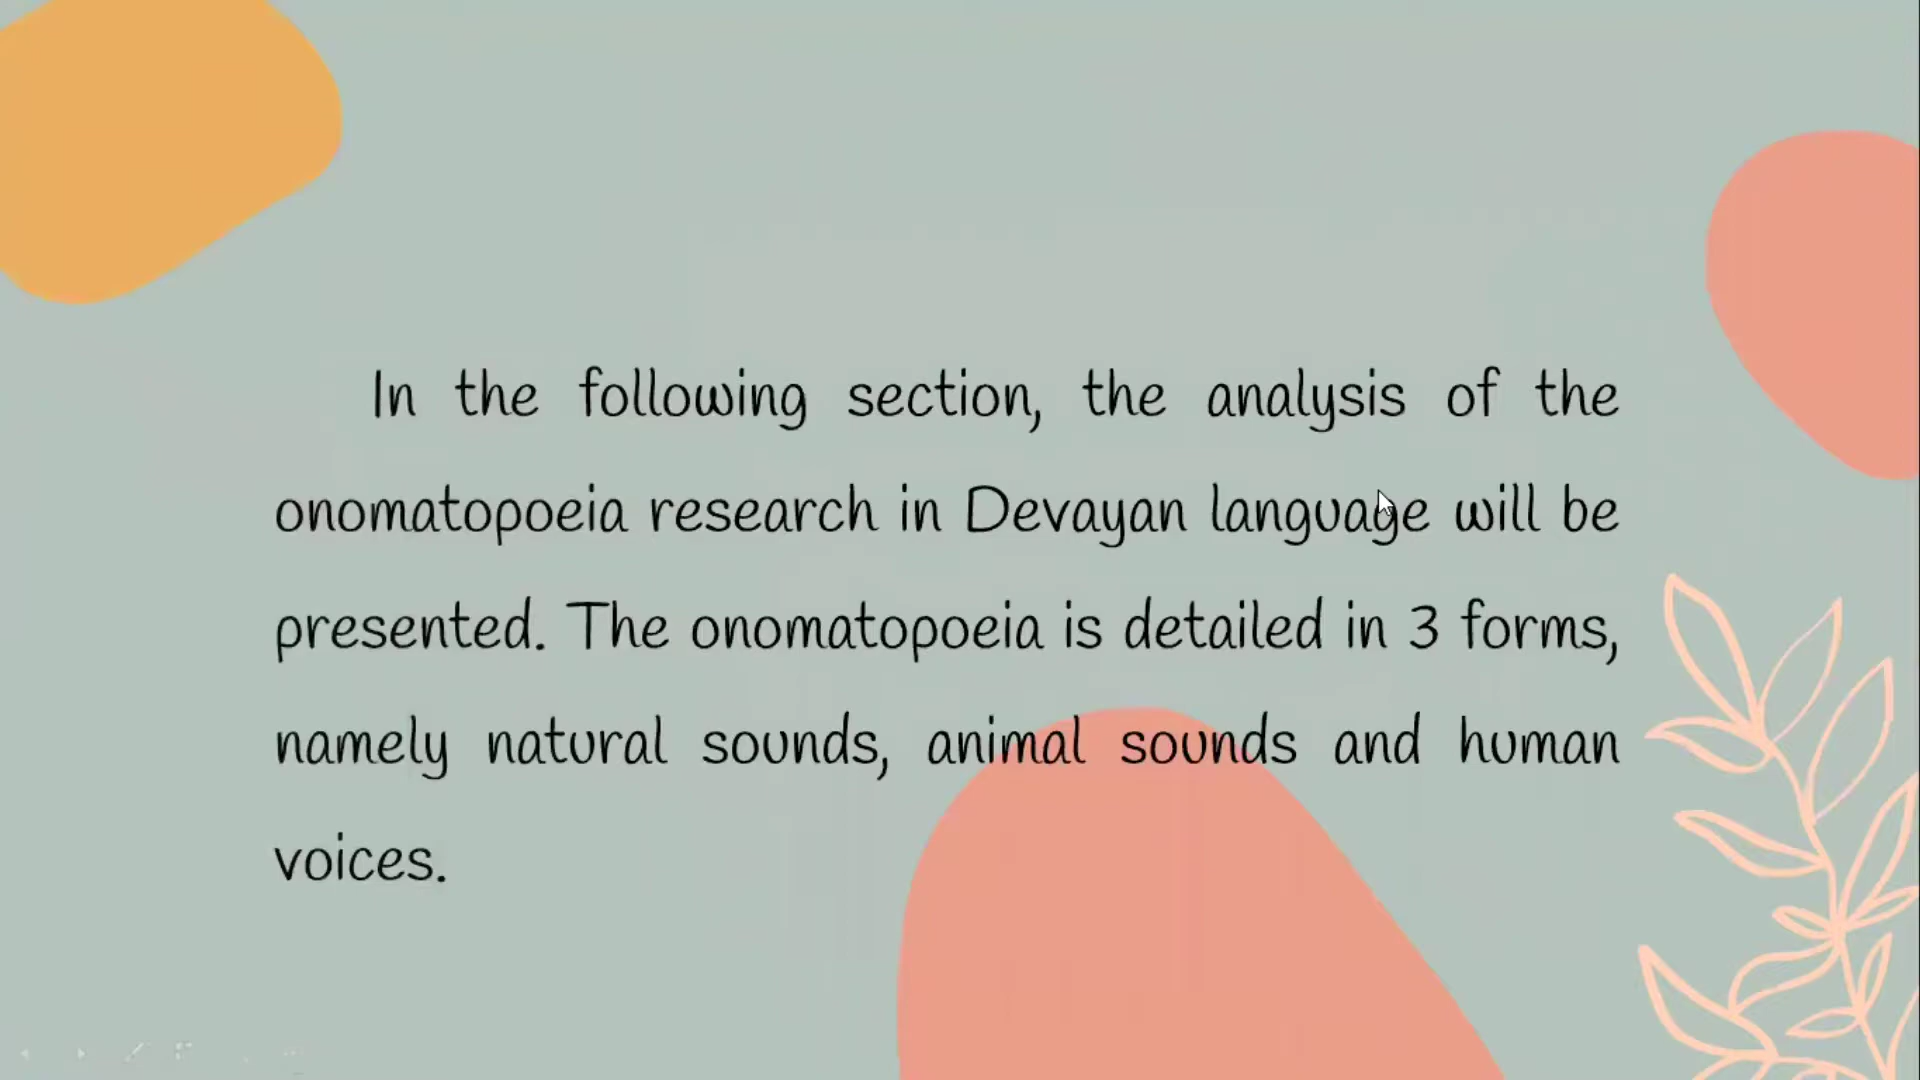 In the following section, the analysis of the
onomatopoeia research in Devayan language will be
presented. The onomatopoeia is detailed in 3 forms,
namely natural sounds, animal sounds and human
voices.